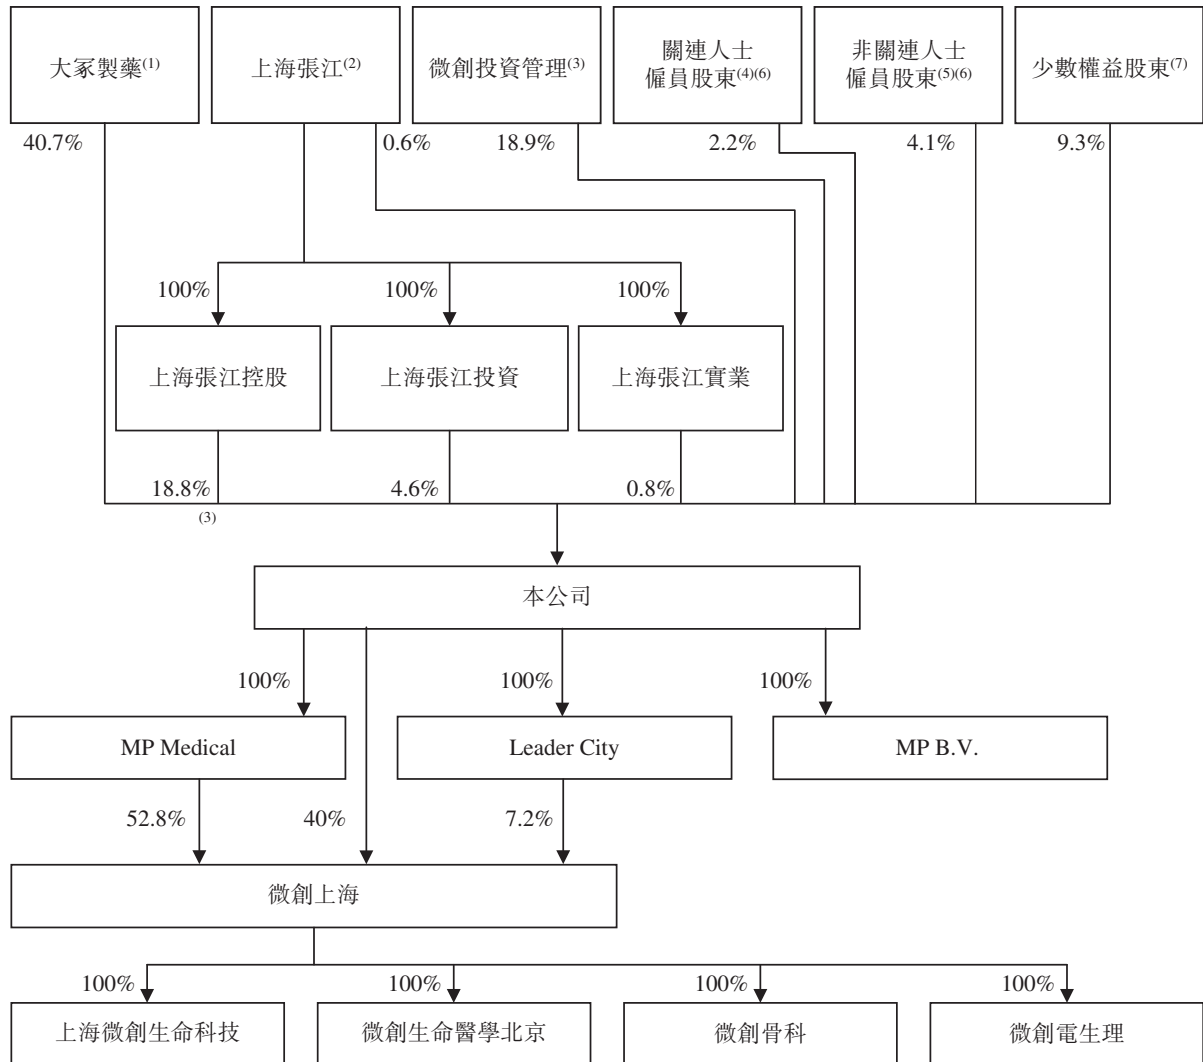 大冢製藥(1)
上海張江(2)
微創投資管理(3)
關連人士
僱員股東(4)(6)
非關連人士
僱員股東(5)(6)
少數權益股東(7)
40.7%
0.6%
18.9%
2.2%
4.1%
9.3%
100%
100%
100%
上海張江控股
上海張江投資
上海張江實業
18.8%
4.6%
0.8%
(3)
本公司
100%
100%
100%
MP Medical
Leader City
MP B.V.
52.8%
40%
7.2%
微創上海
100%
100%
100%
100%
上海微創生命科技
微創生命醫學北京
微創骨科
微創電生理